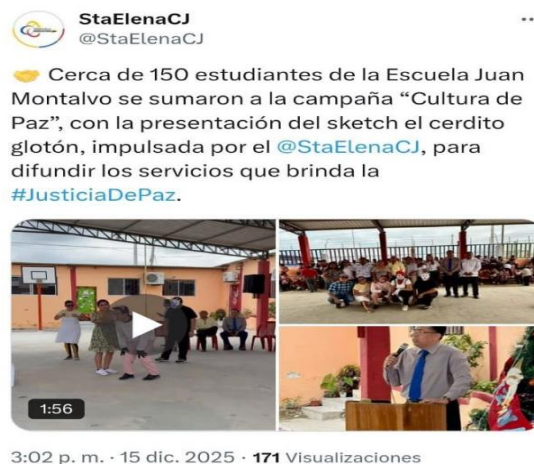 StaElenaCJ
@StaElenaCJ
🤝 Cerca de 150 estudiantes de la Escuela Juan
Montalvo se sumaron a la campaña “Cultura de
Paz”, con la presentación del sketch el cerdito
glotón, impulsada por el @StaElenaCJ, para
difundir los servicios que brinda la
#JusticiaDePaz.
1:56
3:02 p. m. · 15 dic. 2025 · 171 Visualizaciones